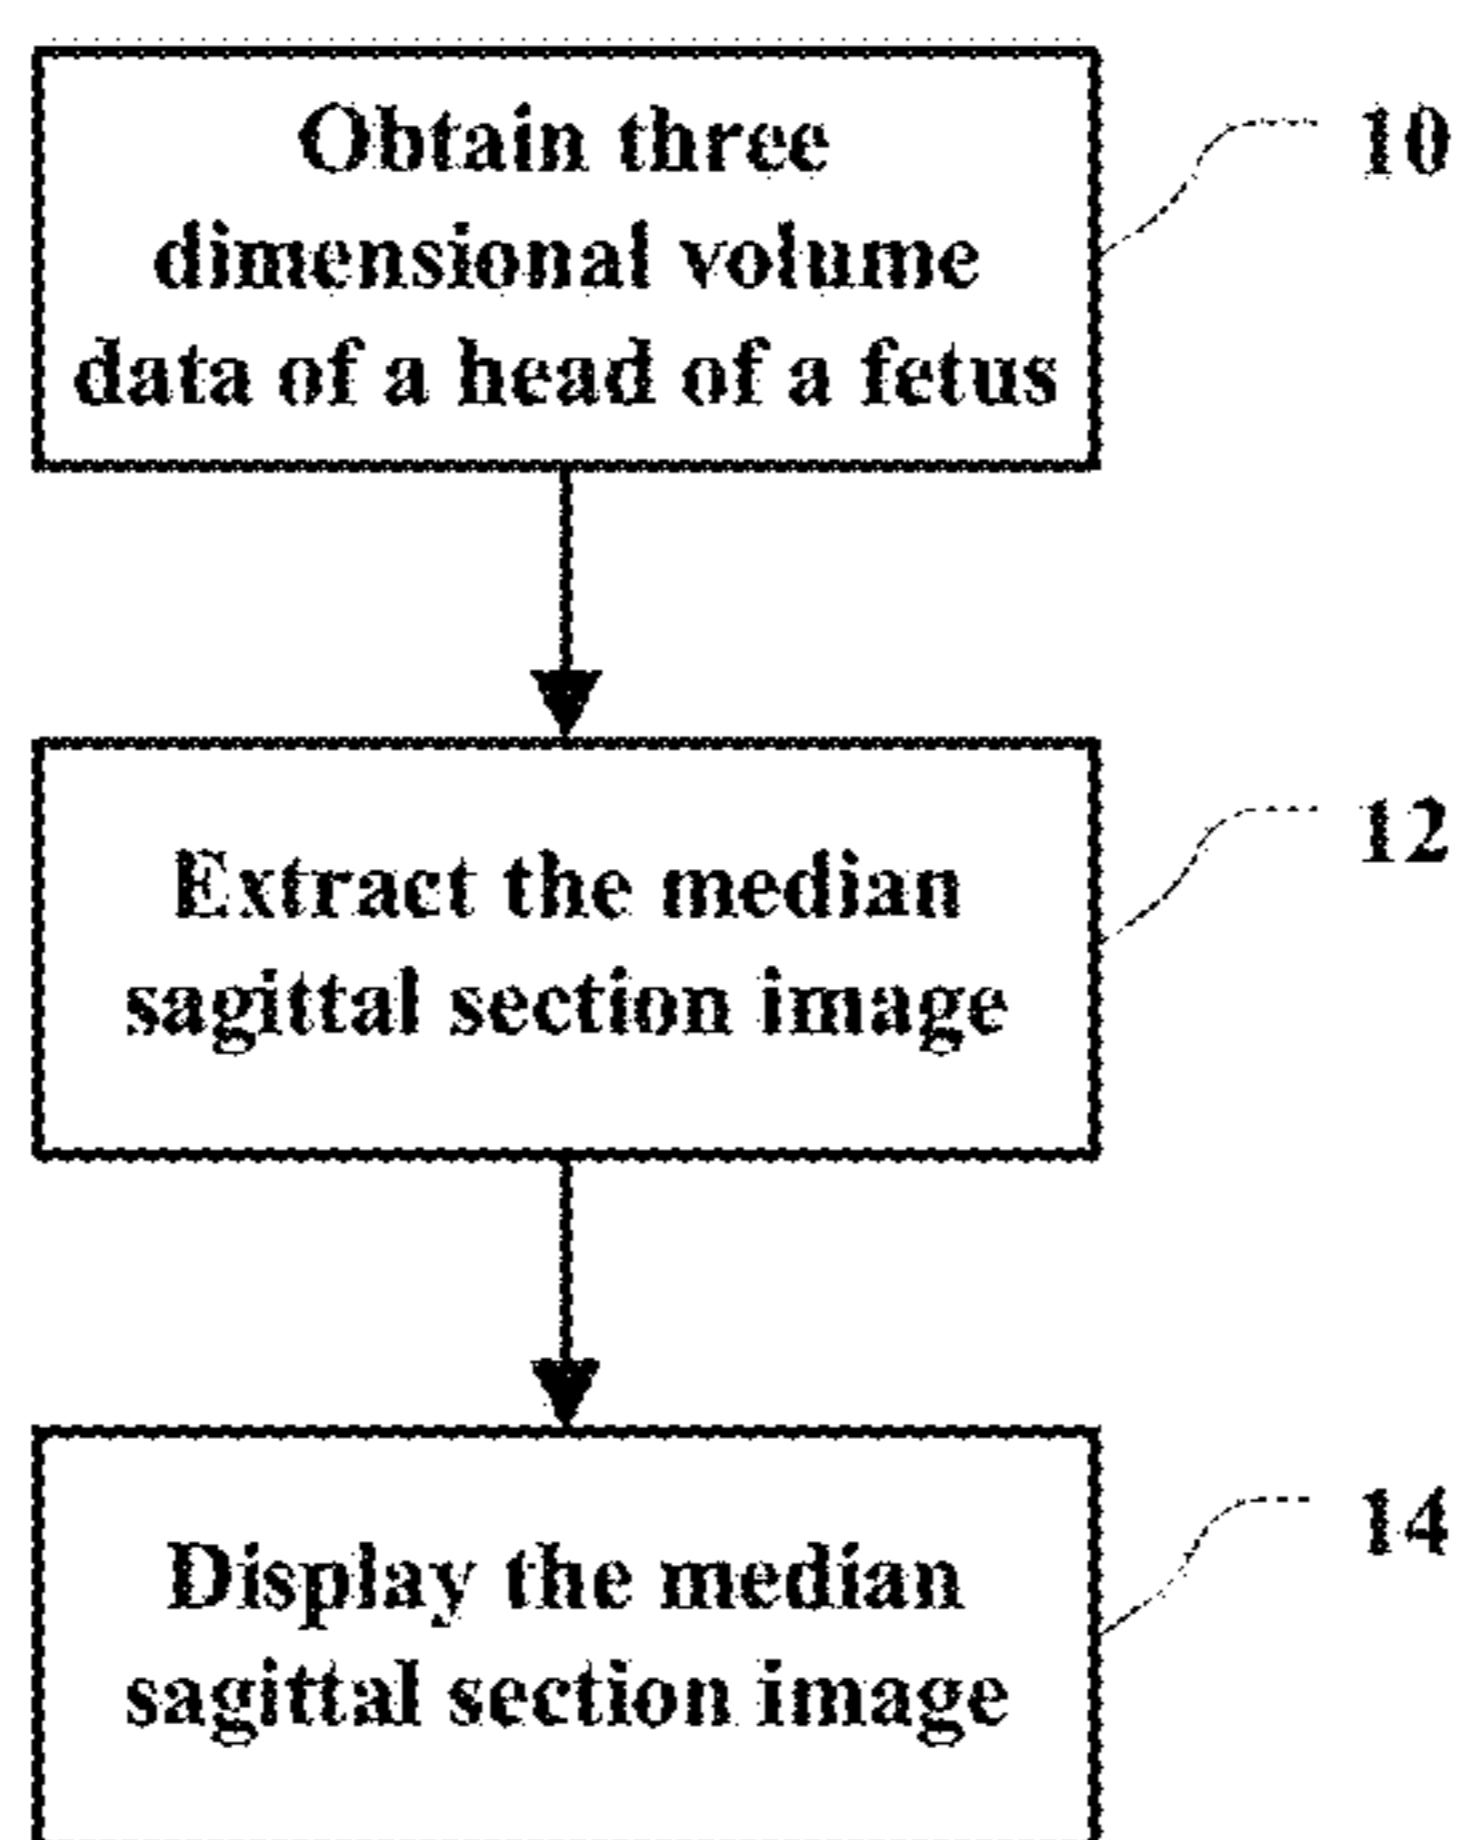 Obtain three
dimensional volume
data of a head of a fetus
10
Extract the median
sagittal section image
12
Display the median
sagittal section image
14